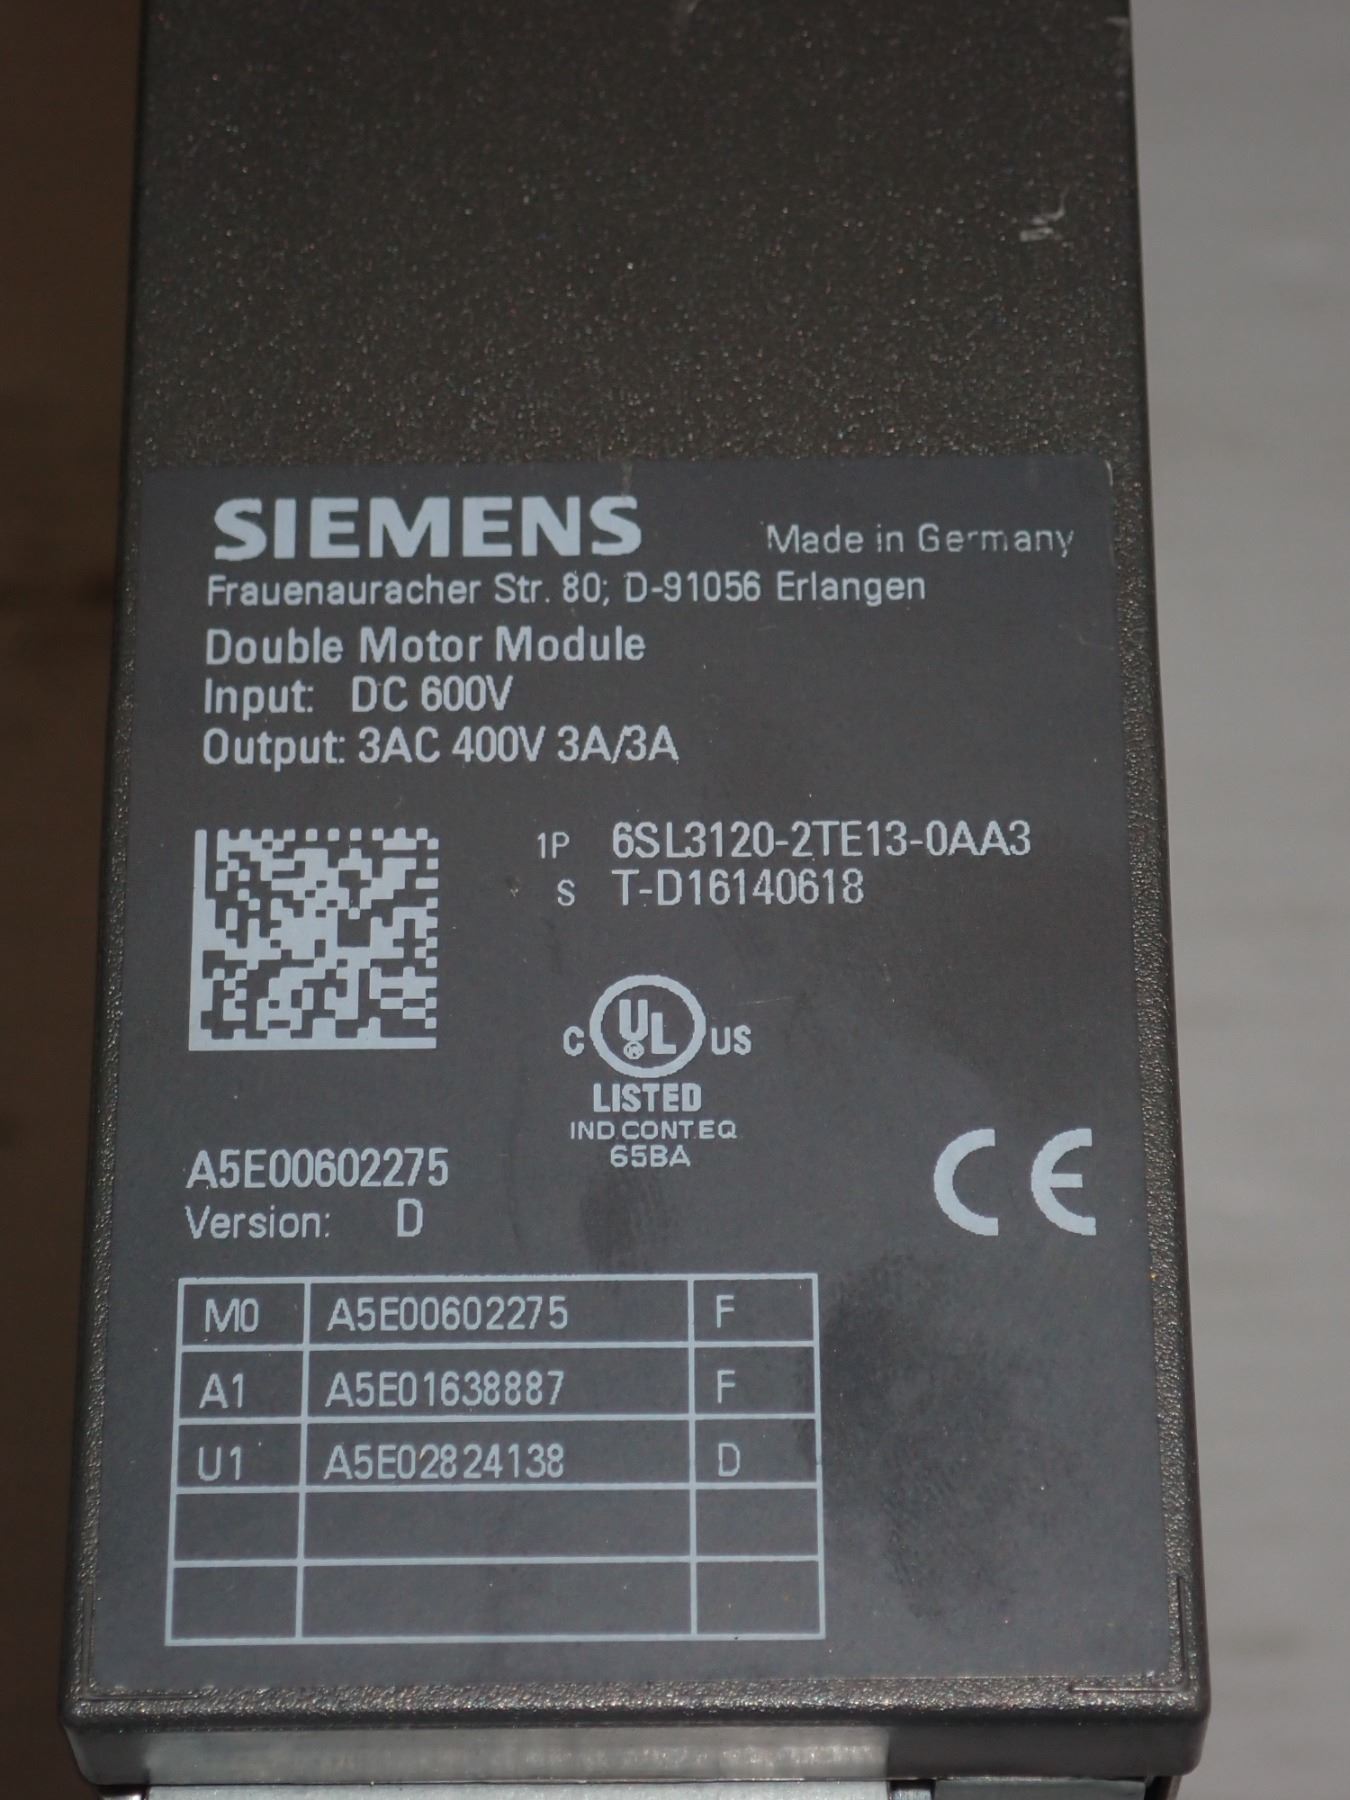 SIEMENS
Made in Germany
Frauenauracher Str. 80; D-91056 Erlangen
Double Motor Module
Input: DC 600V
Output: 3AC 400V 3A/3A
1P 6SL3120-2TE13-0AA3
S T-D16140618
C UL US
LISTED
IND.CONT.EQ
65BA
A5E00602275
Version: D
CE
M0 A5E00602275 F
A1 A5E01638887 F
U1 A5E02824138 D